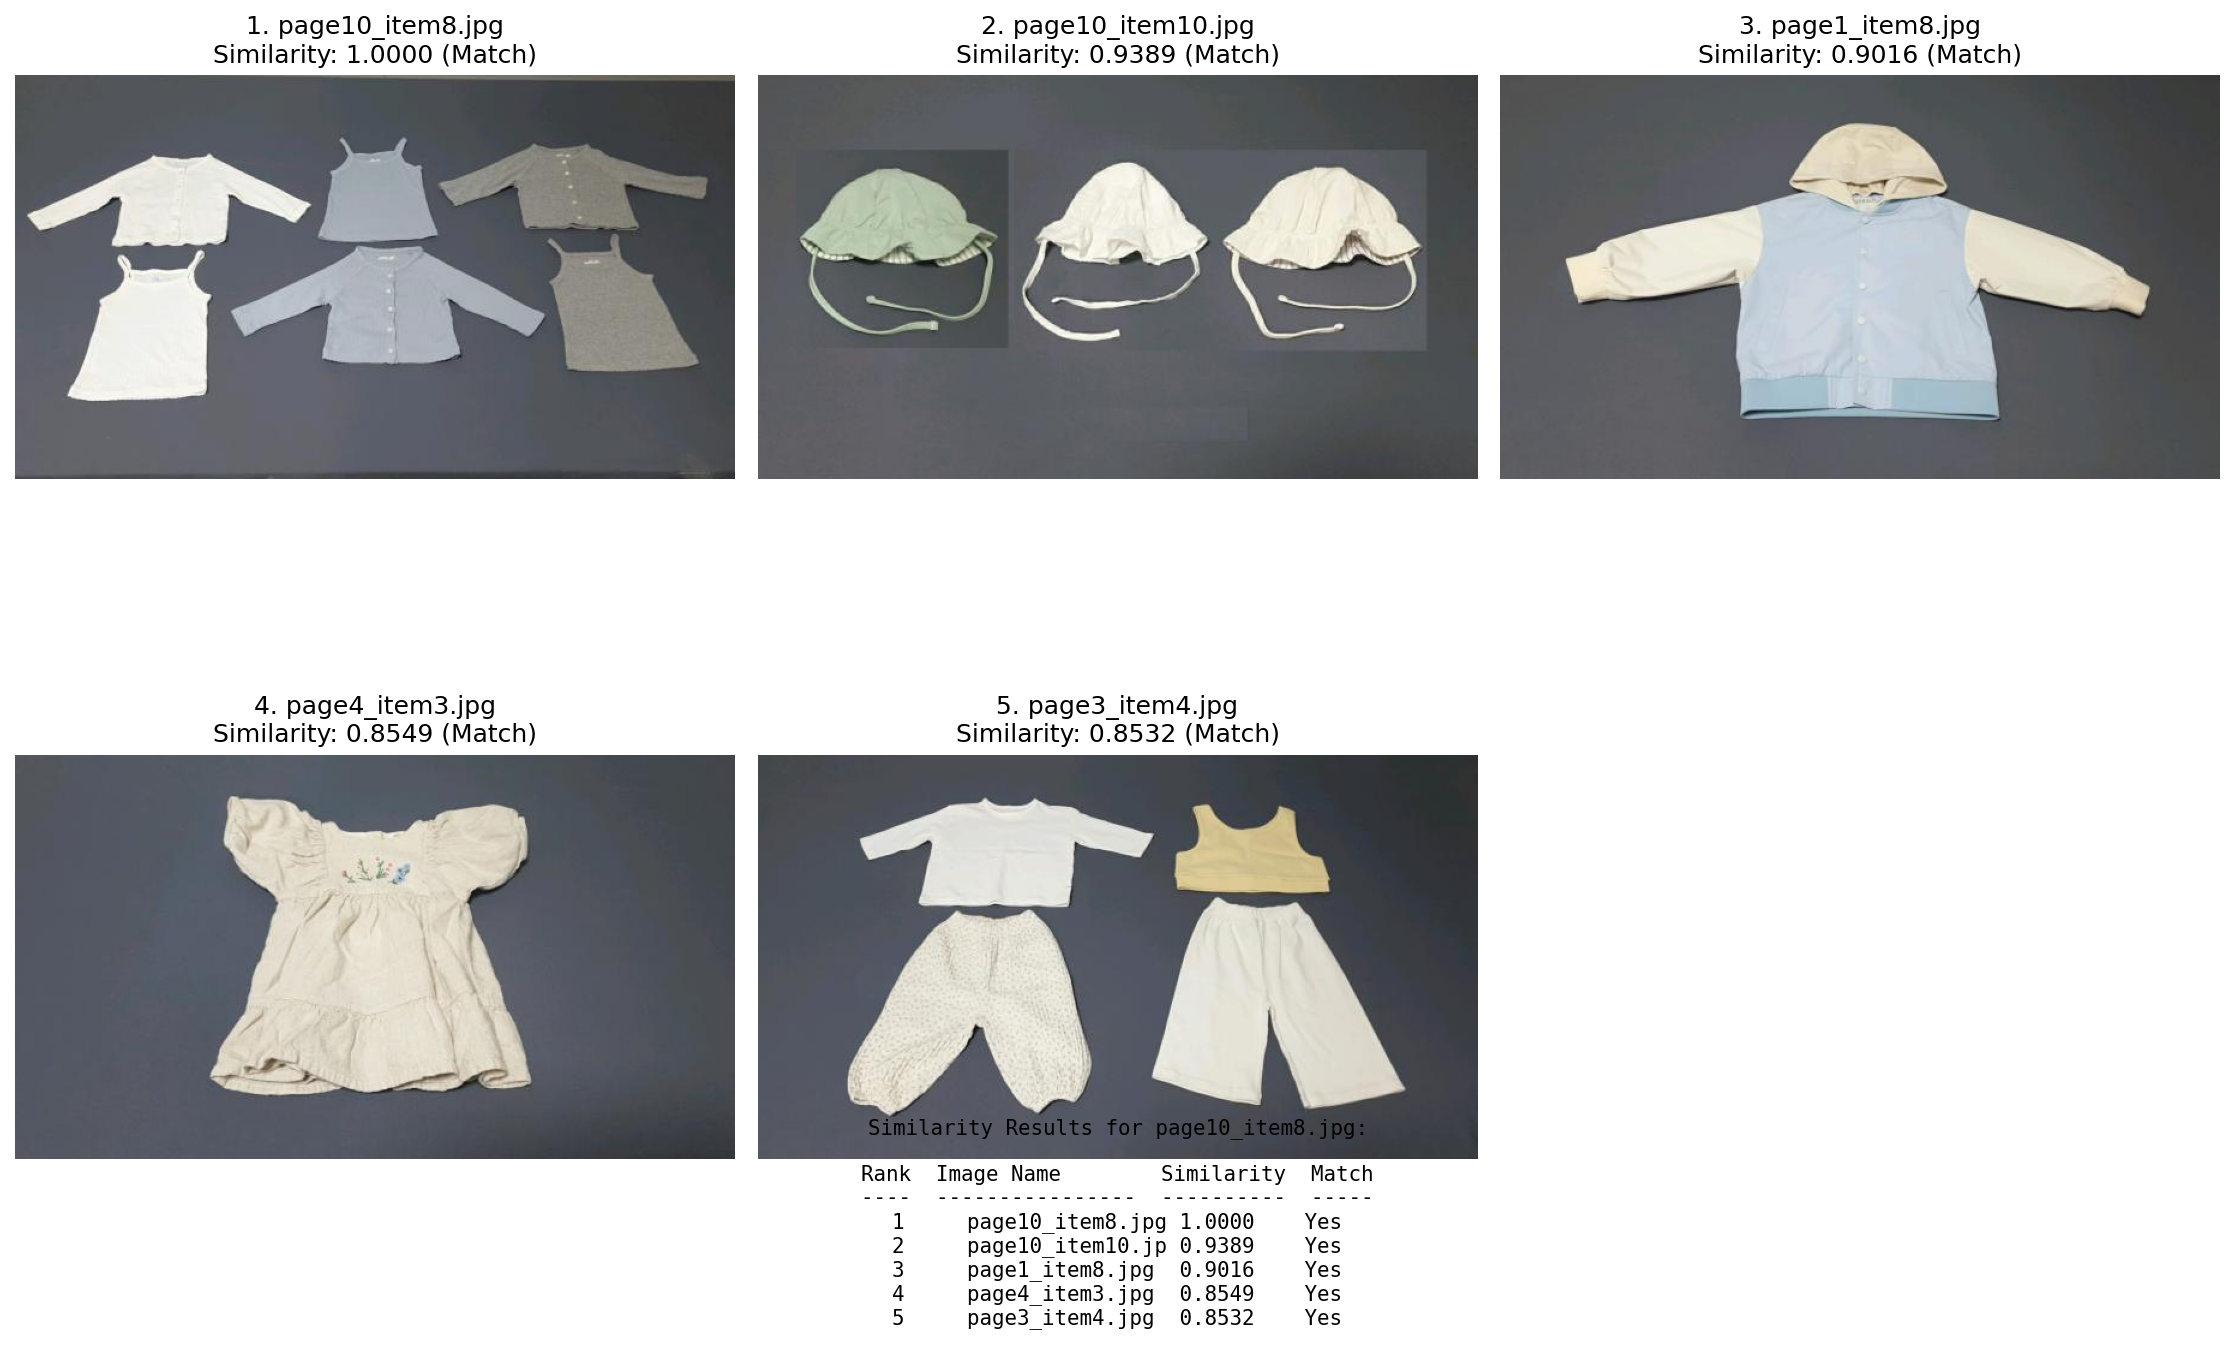 1. page10_item8.jpg
Similarity: 1.0000 (Match)
2. page10_item10.jpg
Similarity: 0.9389 (Match)
3. page1_item8.jpg
Similarity: 0.9016 (Match)
4. page4_item3.jpg
Similarity: 0.8549 (Match)
5. page3_item4.jpg
Similarity: 0.8532 (Match)
Similarity Results for page10_item8.jpg:
Rank  Image Name        Similarity  Match
----  ----------------  ----------  -----
1     page10_item8.jpg 1.0000    Yes
2     page10_item10.jp 0.9389    Yes
3     page1_item8.jpg  0.9016    Yes
4     page4_item3.jpg  0.8549    Yes
5     page3_item4.jpg  0.8532    Yes